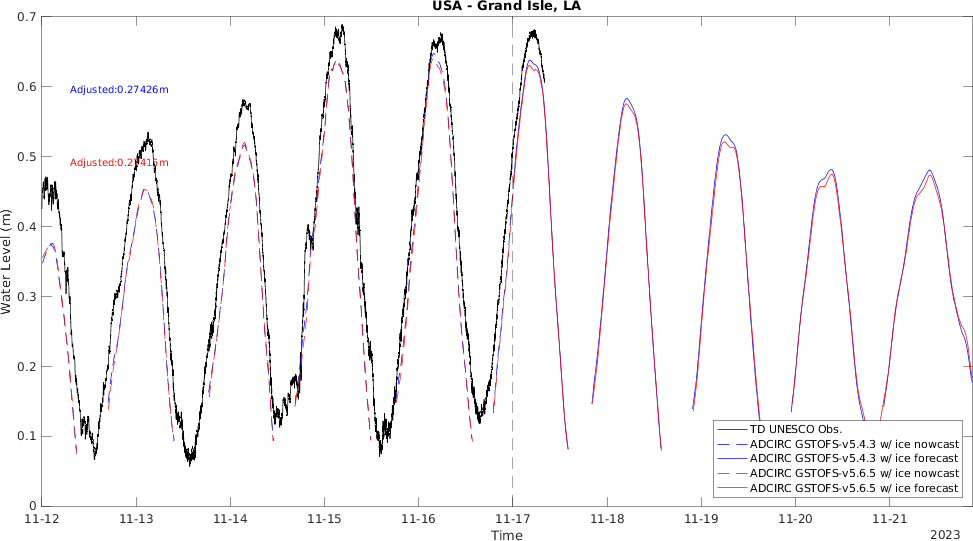 USA - Grand Isle, LA
0.7
0.6
0.5
0.4
0.3
0.2
0.1
0
Water Level (m)
Adjusted:0.27426m
Adjusted:0.27415m
TD UNESCO Obs.
ADCIRC GSTOFS-v5.4.3 w/ ice nowcast
ADCIRC GSTOFS-v5.4.3 w/ ice forecast
ADCIRC GSTOFS-v5.6.5 w/ ice nowcast
ADCIRC GSTOFS-v5.6.5 w/ ice forecast
11-12 11-13 11-14 11-15 11-16 11-17 11-18 11-19 11-20 11-21
Time
2023